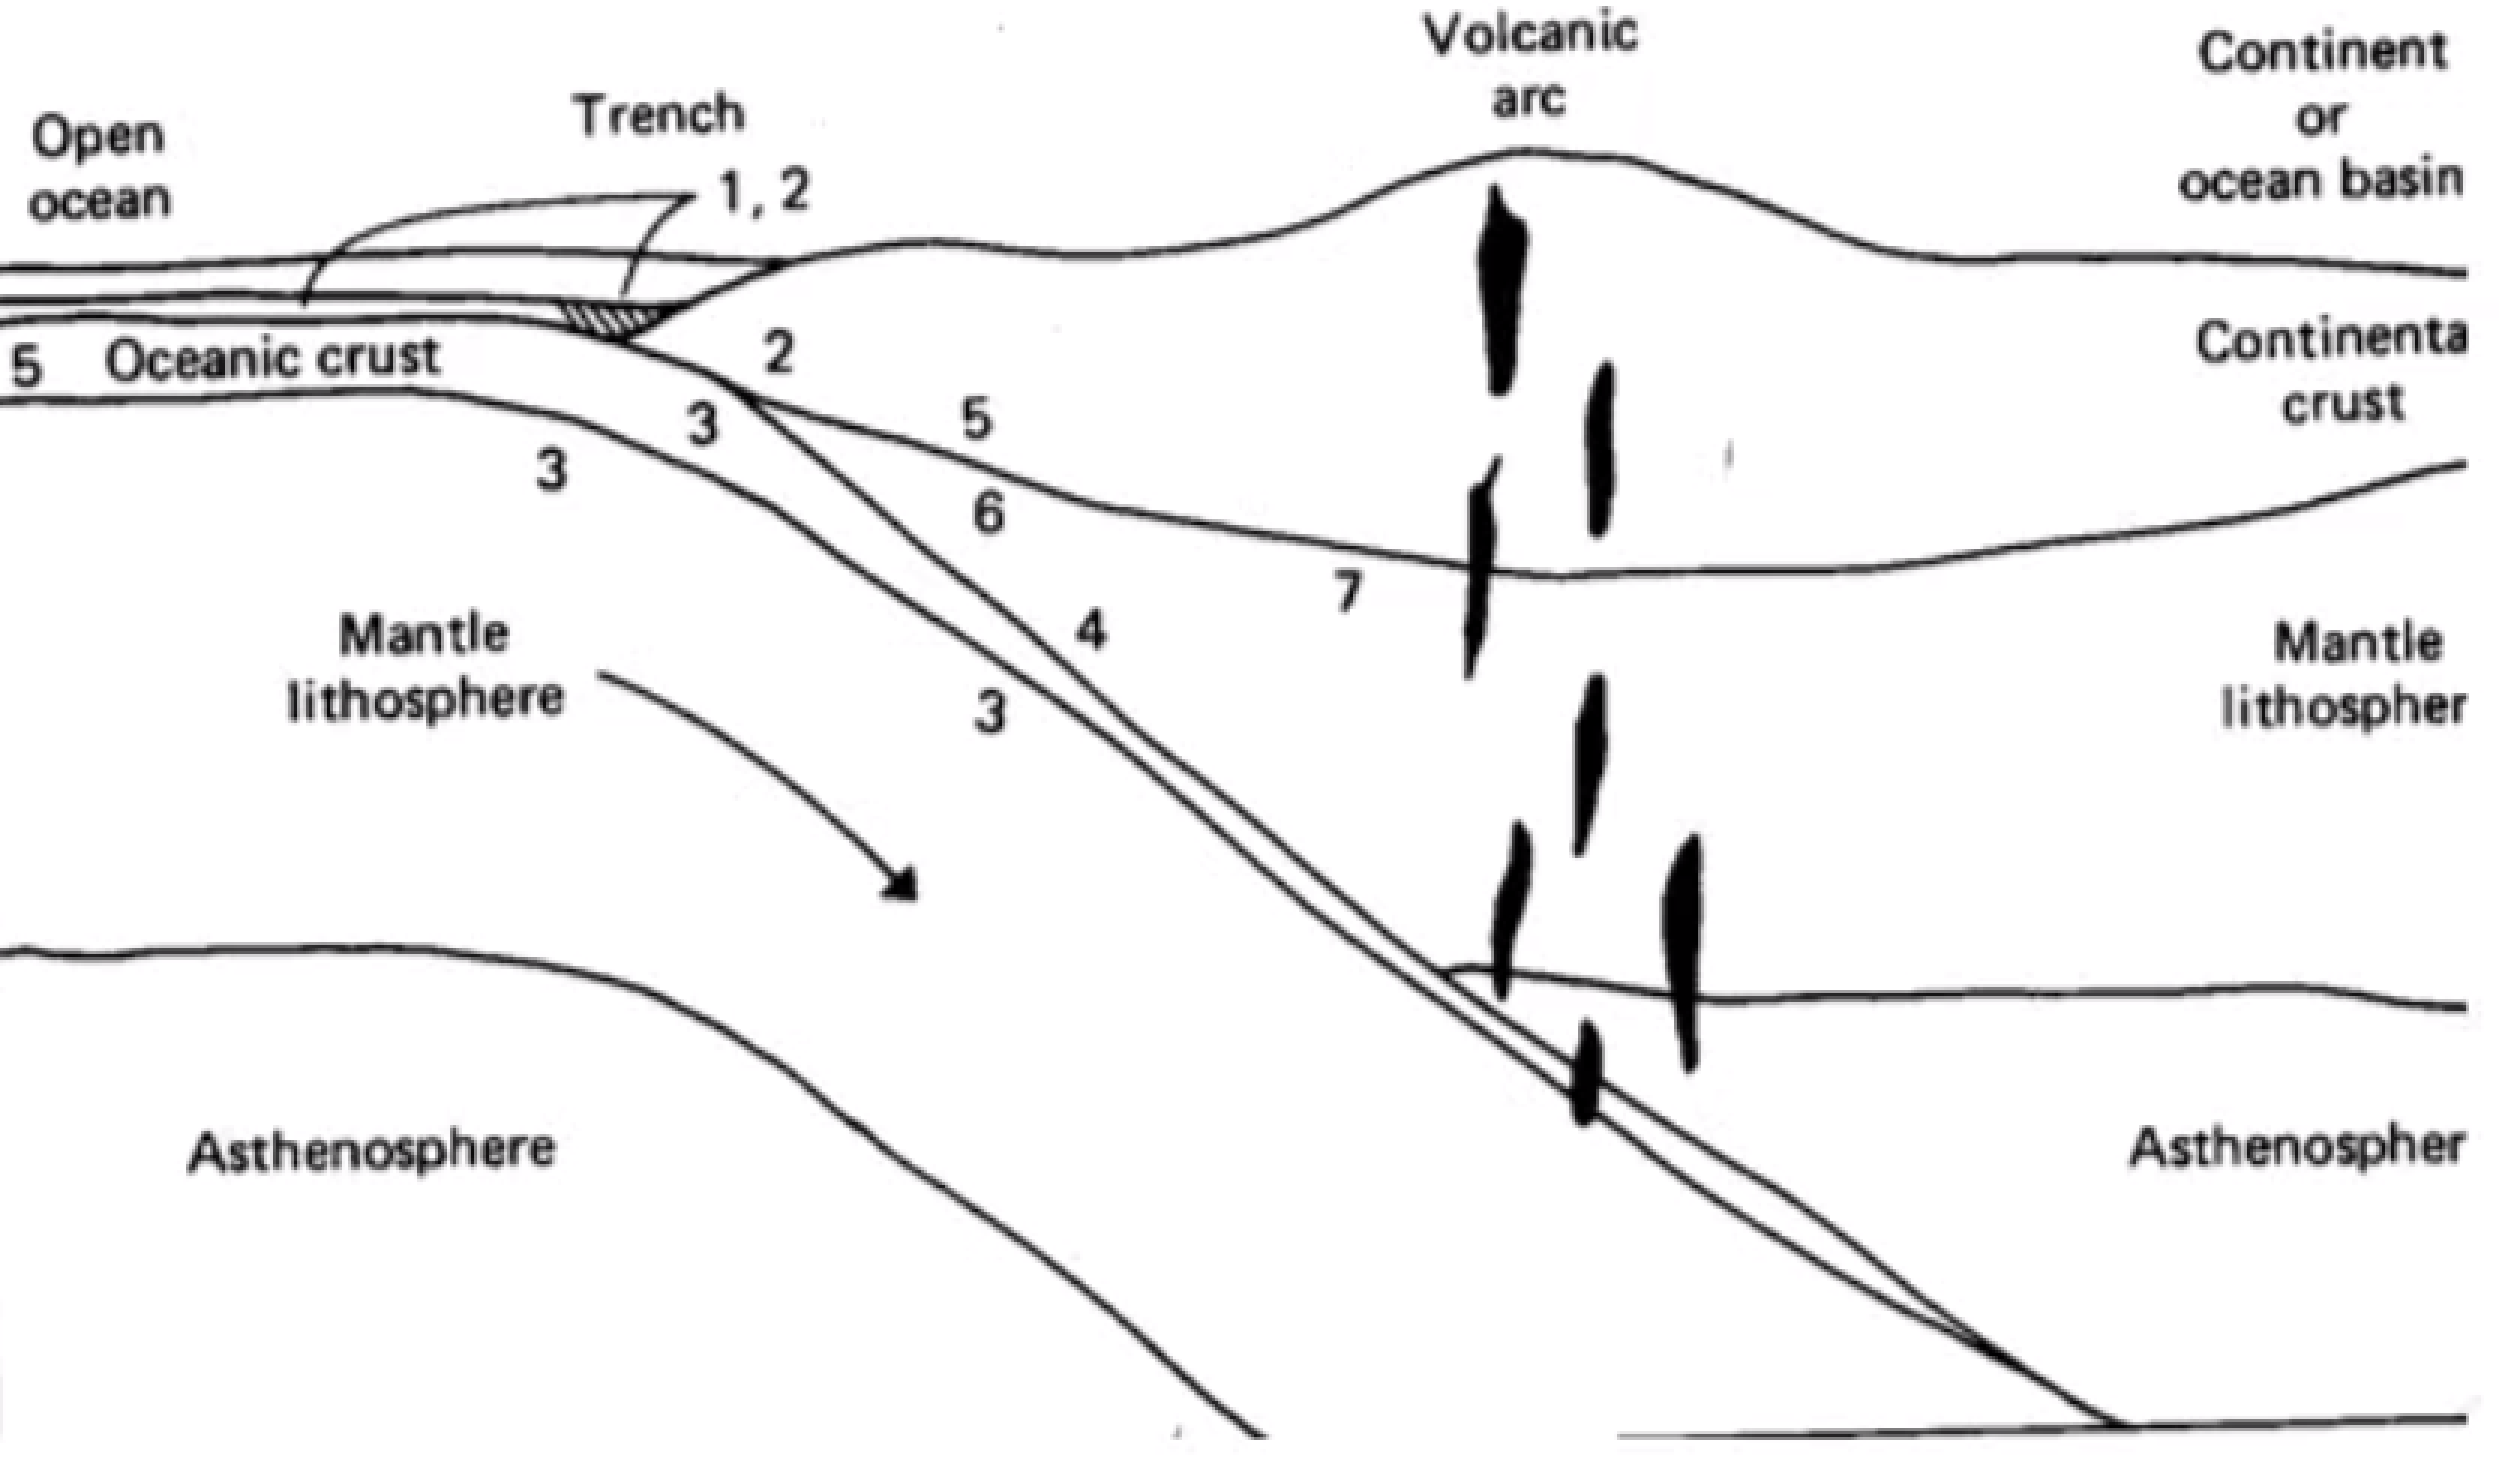 Volcanic
arc
Continent
or
ocean basin
Open
ocean
Trench
1, 2
5 Oceanic crust
2
3
3
5
6
Continenta
crust
7
4
3
Mantle
lithosphere
Mantle
lithospher
Asthenosphere
Asthenospher